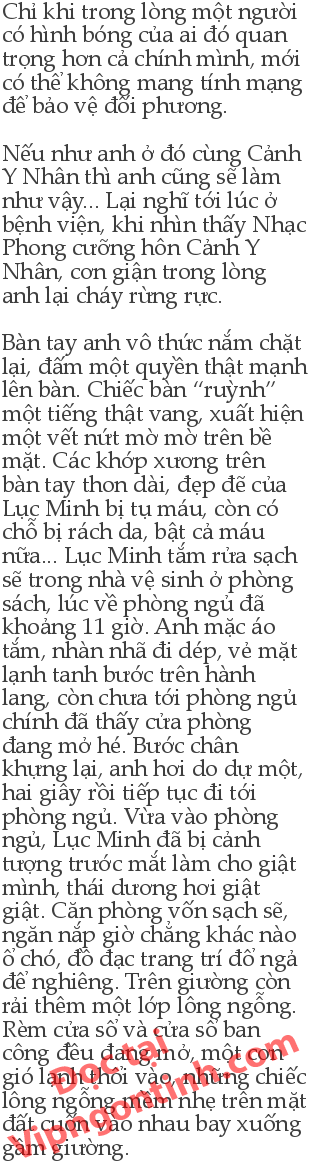 Chỉ khi trong lòng một người
có hình bóng của ai đó quan
trọng hơn cả chính mình, mới
có thể không mang tính mạng
để bảo vệ đối phương.

Nếu như anh ở đó cùng Cảnh
Y Nhân thì anh cũng sẽ làm
như vậy... Lại nghĩ tới lúc ở
bệnh viện, khi nhìn thấy Nhạc
Phong cưỡng hôn Cảnh Y
Nhân, cơn giận trong lòng
anh lại cháy rừng rực.

Bàn tay anh vô thức nắm chặt
lại, đấm một quyền thật mạnh
lên bàn. Chiếc bàn “ruỳnh”
một tiếng thật vang, xuất hiện
một vết nứt mờ mờ trên bề
mặt. Các khớp xương trên
bàn tay thon dài, đẹp đẽ của
Lục Minh bị tụ máu, còn có
chỗ bị rách da, bật cả máu
nữa... Lục Minh tắm rửa sạch
sẽ trong nhà vệ sinh ở phòng
sách, lúc về phòng ngủ đã
khoảng 11 giờ. Anh mặc áo
tắm, nhàn nhã đi dép, vẻ mặt
lạnh tanh bước trên hành
lang, còn chưa tới phòng ngủ
chính đã thấy cửa phòng
đang mở hé. Bước chân
khựng lại, anh hơi do dự một,
hai giây rồi tiếp tục đi tới
phòng ngủ. Vừa vào phòng
ngủ, Lục Minh đã bị cảnh
tượng trước mắt làm cho giật
mình, thái dương hơi giật
giật. Căn phòng vốn sạch sẽ,
ngăn nắp giờ chẳng khác nào
ổ chó, đồ đạc trang trí đổ ngả
để nghiêng. Trên giường còn
rải thêm một lớp lông ngỗng.
Rèm cửa sổ và cửa sổ ban
công đều đang mở, một cơn
gió lạnh thổi vào, những chiếc
lông ngỗng mềm nhẹ trên mặt
đất cuốn vào nhau bay xuống
gầm giường.
Đọc tại
Vipngontinh.com